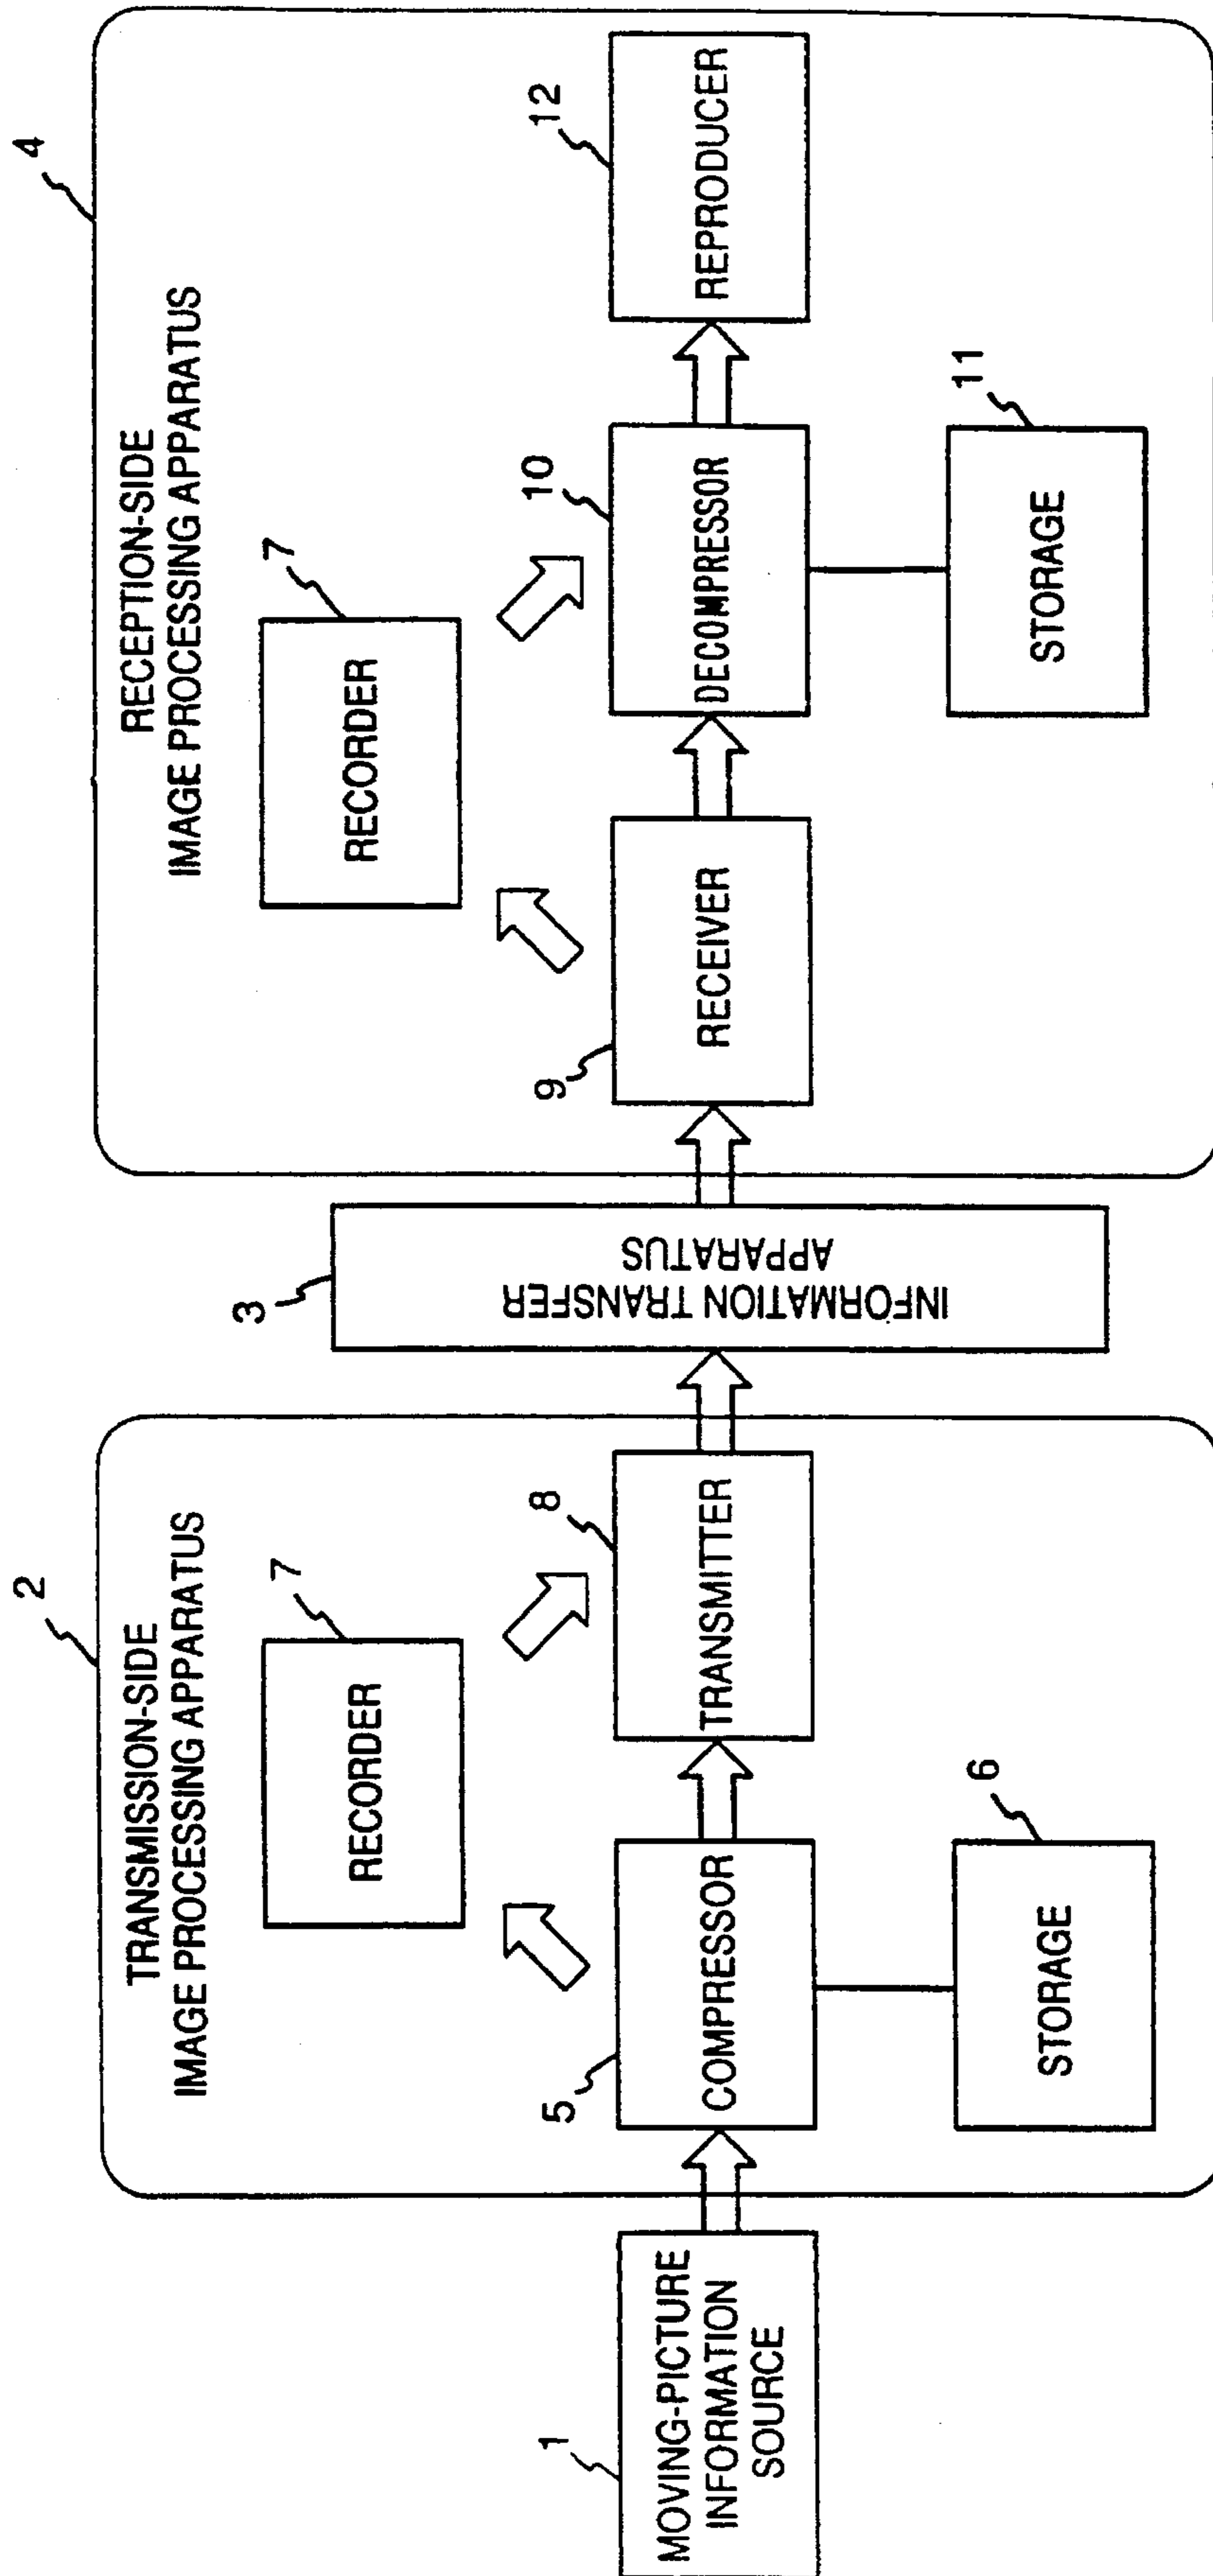 1
MOVING-PICTURE
INFORMATION
SOURCE
2
TRANSMISSION-SIDE
IMAGE PROCESSING APPARATUS
7
RECORDER
5
COMPRESSOR
8
TRANSMITTER
6
STORAGE
3
INFORMATION TRANSFER
APPARATUS
4
RECEPTION-SIDE
IMAGE PROCESSING APPARATUS
7
RECORDER
9
RECEIVER
10
DECOMPRESSOR
12
REPRODUCER
11
STORAGE